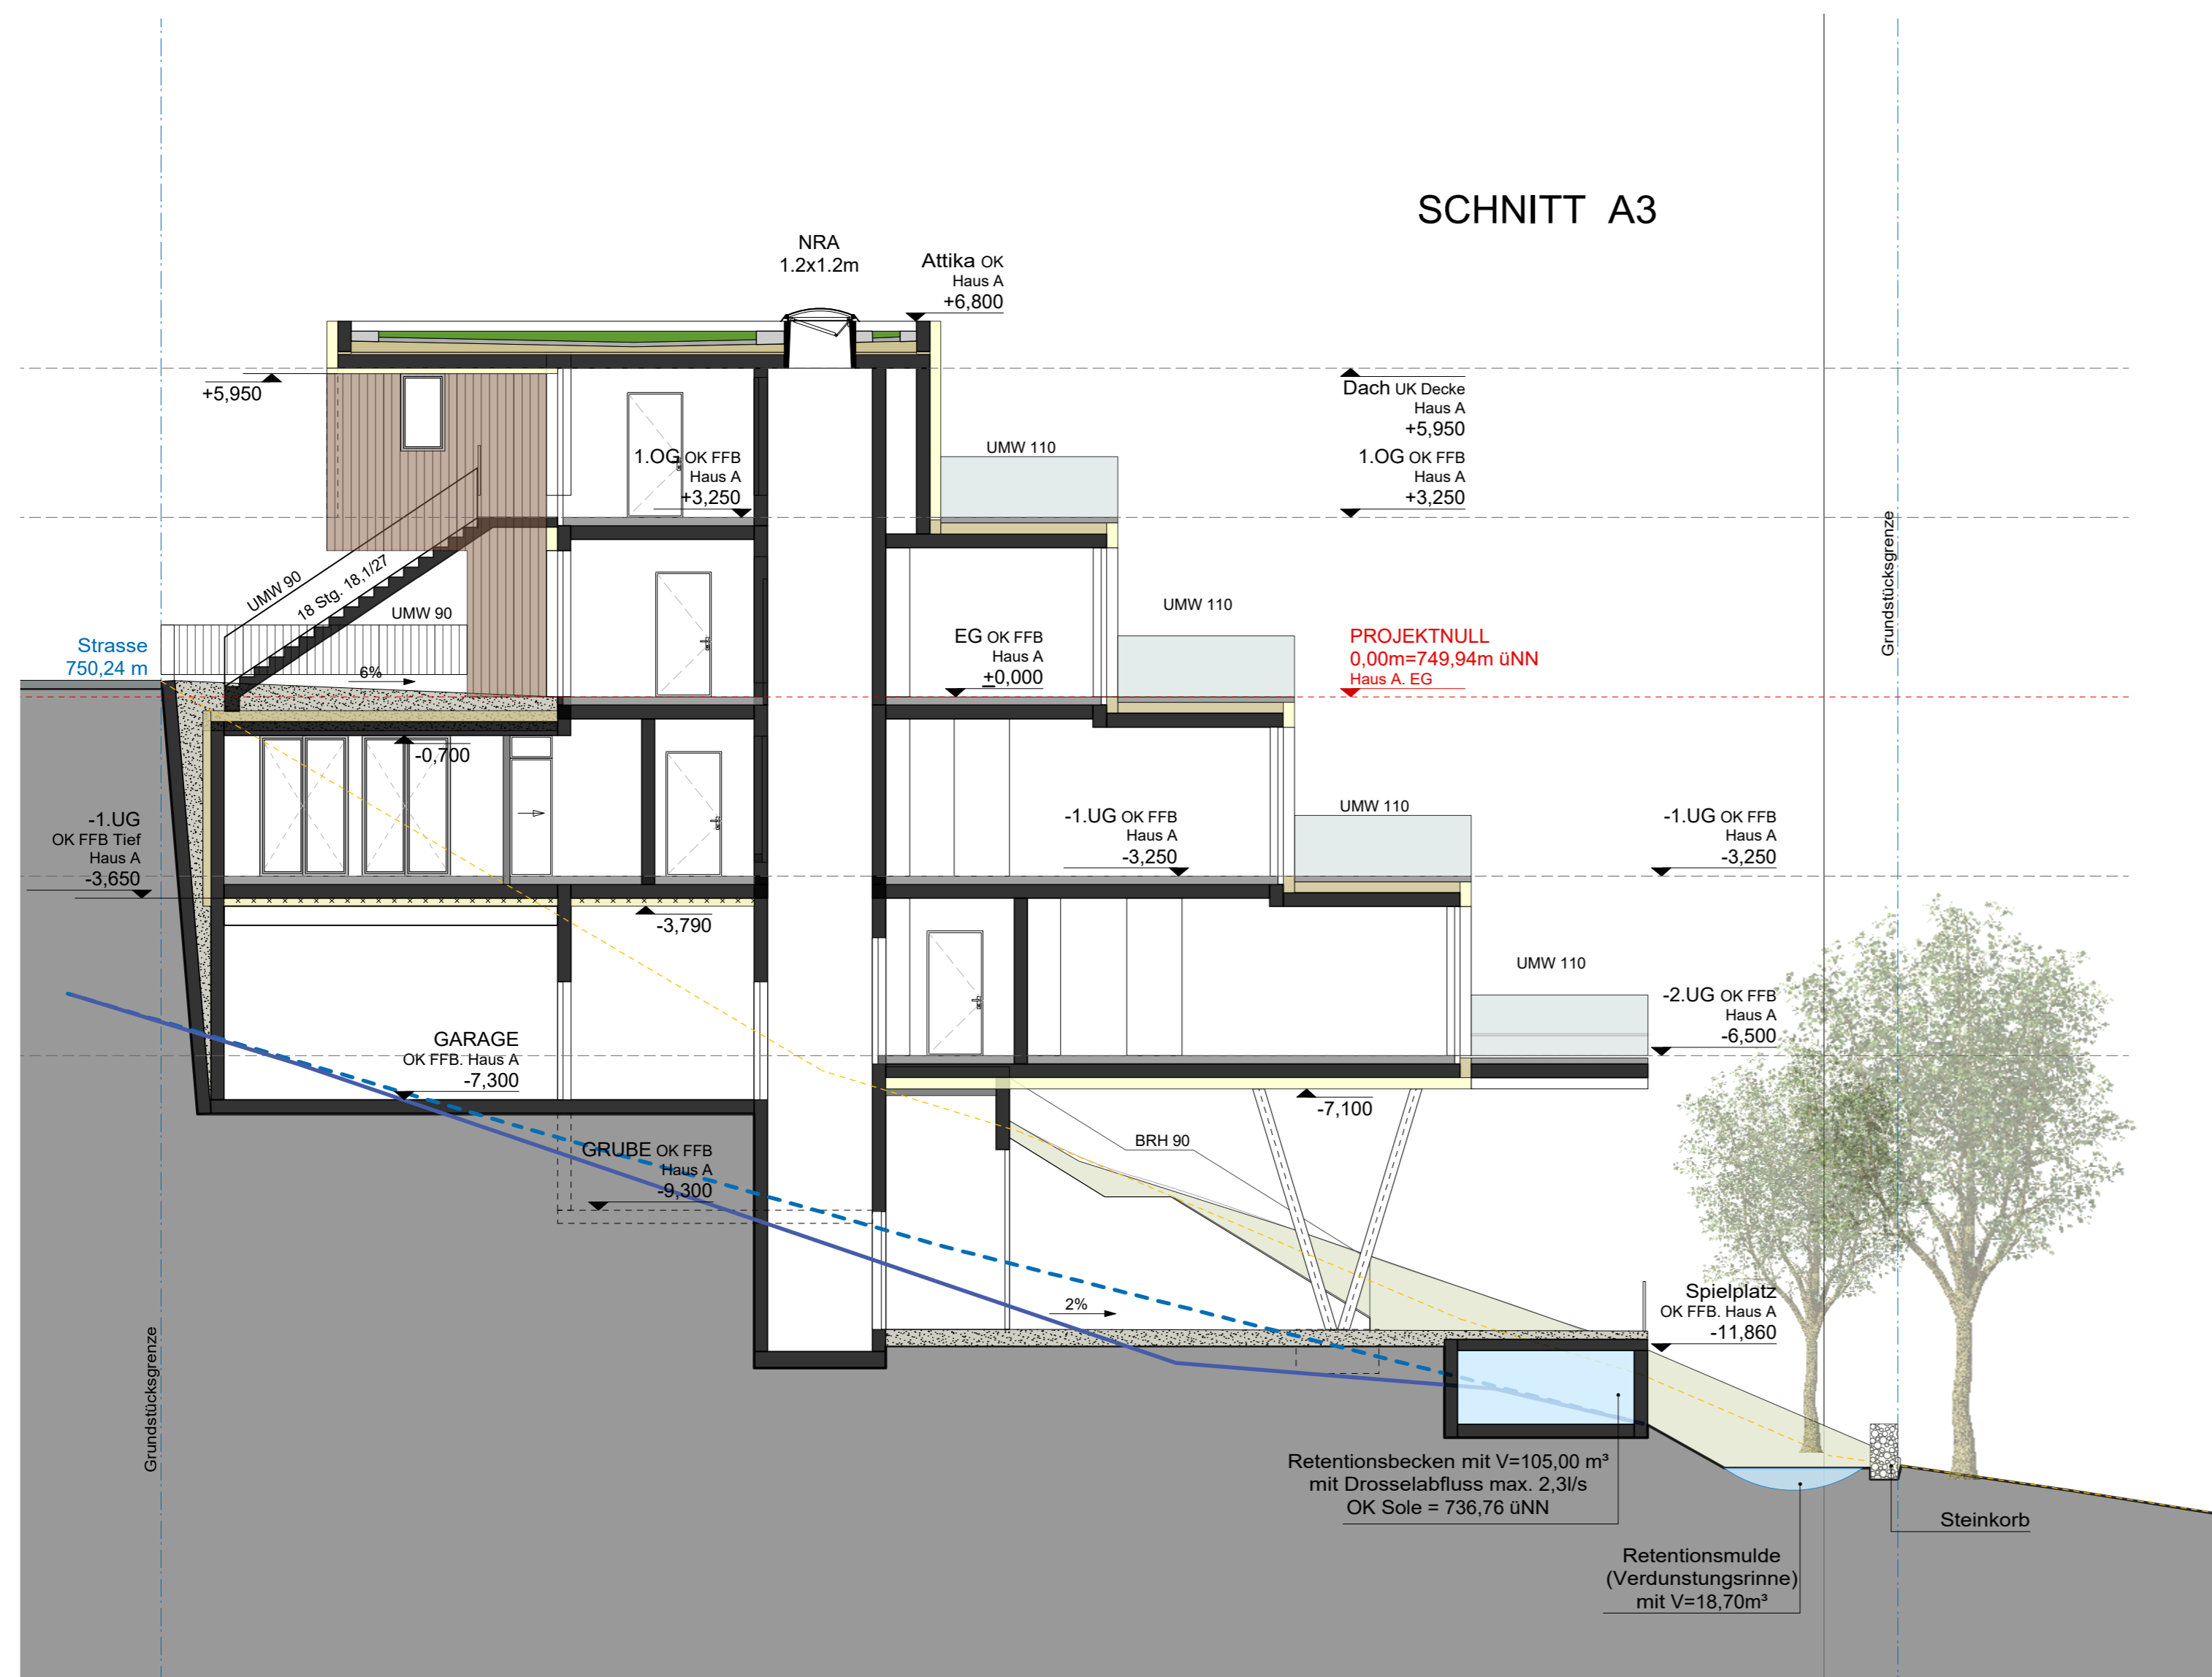 SCHNITT A3
NRA
1.2x1.2m
Attika OK
Haus A
+6,800
+5,950
Dach UK Decke
Haus A
+5,950
1.OG OK FFB
Haus A
+3,250
UMW 110
1.OG OK FFB
Haus A
+3,250
Grundstücksgrenze
UMW 90
18 Stg. 18,1/27
UMW 90
6%
Strasse
750,24 m
EG OK FFB
Haus A
+0,000
UMW 110
PROJEKTNULL
0,00m=749,94m üNN
Haus A. EG
-0,700
-1.UG
OK FFB Tief
Haus A
-3,650
-1.UG OK FFB
Haus A
-3,250
UMW 110
-1.UG OK FFB
Haus A
-3,250
-3,790
UMW 110
-2.UG OK FFB
Haus A
-6,500
GARAGE
OK FFB. Haus A
-7,300
-7,100
GRUBE OK FFB
Haus A
-9,300
BRH 90
2%
Spielplatz
OK FFB. Haus A
-11,860
Grundstücksgrenze
Retentionsbecken mit V=105,00 m³
mit Drosselabfluss max. 2,3l/s
OK Sole = 736,76 üNN
Steinkorb
Retentionsmulde
(Verdunstungsrinne)
mit V=18,70m³